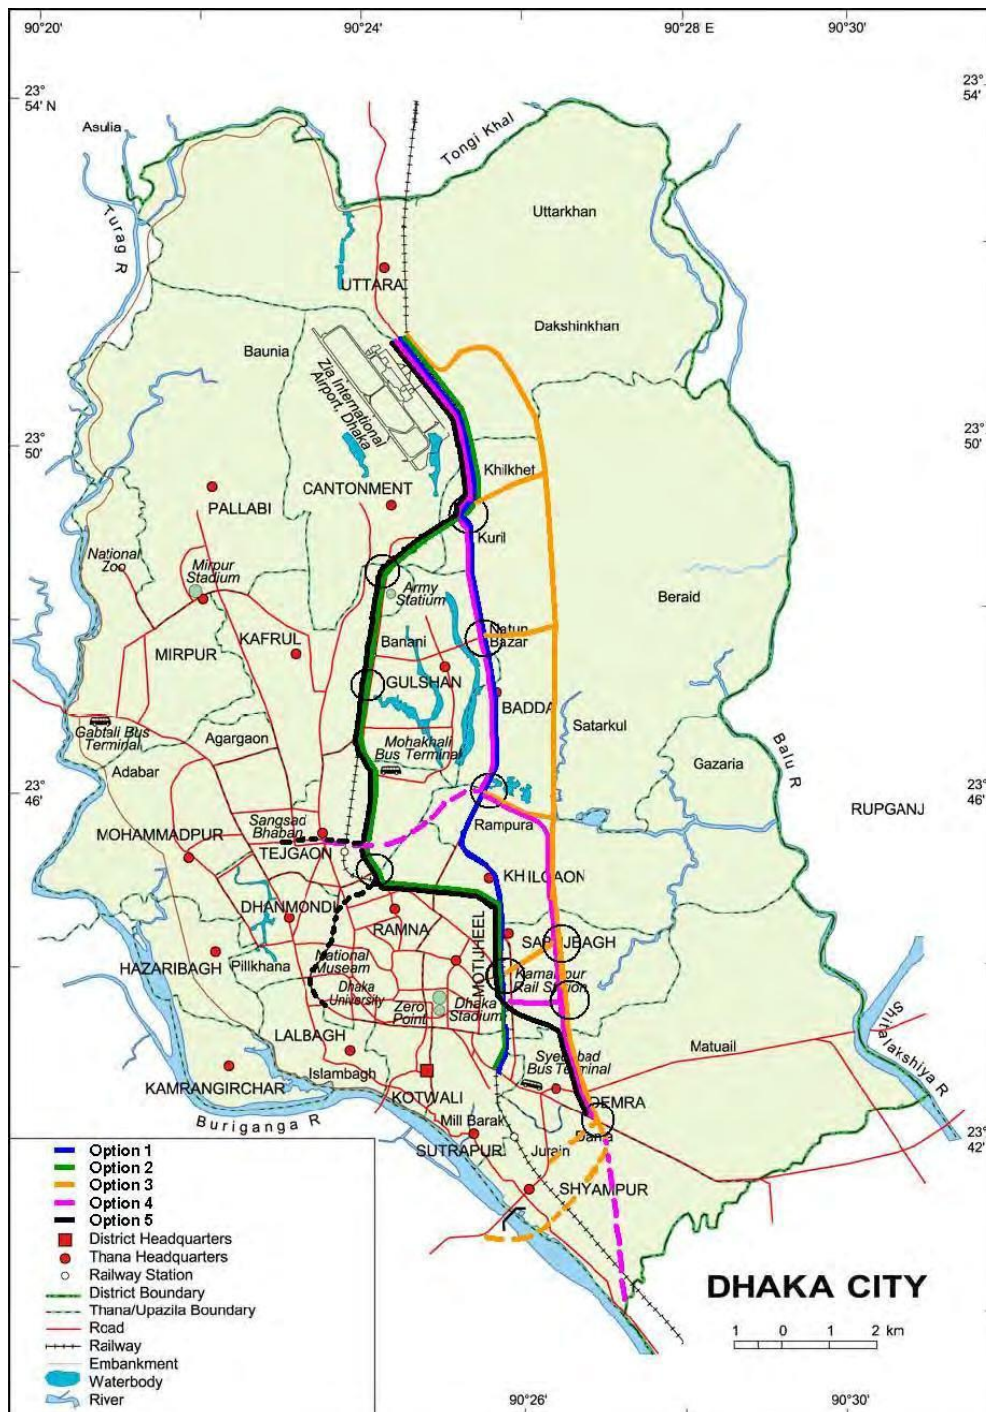 90°20'
90°24'
90°28' E
90°30'
23°
54' N
23°
54'
Asulia
Tongi Khal
Turag R
Uttarkhan
UTTARA
Dakshinkhan
Baunia
Zia International
Airport, Dhaka
23°
50'
23°
50'
Khilkhet
CANTONMENT
PALLABI
Kuril
National
Zoo
Mirpur
Stadium
Army
Statium
Beraid
Natun
Bazar
KAFRUL
Banani
MIRPUR
GULSHAN
BADDA
Satarkul
Gabtali Bus
Terminal
Agargaon
Mohakhali
Bus Terminal
Gazaria
Balu R
Adabar
23°
46'
23°
46'
RUPGANJ
Sangsad
Bhaban
Rampura
MOHAMMADPUR
TEJGAON
KHILGAON
DHANMONDI
RAMNA
MOTIJHEEL
SABUJBAGH
HAZARIBAGH
Pillkhana
National
Museam
Kamalapur
Rail Station
Dhaka
University
Zero
Point
Dhaka
Stadium
LALBAGH
Syedabad
Bus Terminal
Matuail
Shitalakshiya R
KAMRANGIRCHAR
Islambagh
KOTWALI
DEMRA
Buriganga R
Mill Barak
Dania
23°
42'
SUTRAPUR
Jurain
SHYAMPUR
Option 1
Option 2
Option 3
Option 4
Option 5
District Headquarters
Thana Headquarters
Railway Station
District Boundary
Thana/Upazila Boundary
Road
Railway
Embankment
Waterbody
River
DHAKA CITY
1 0 1 2 km
90°26'
90°30'